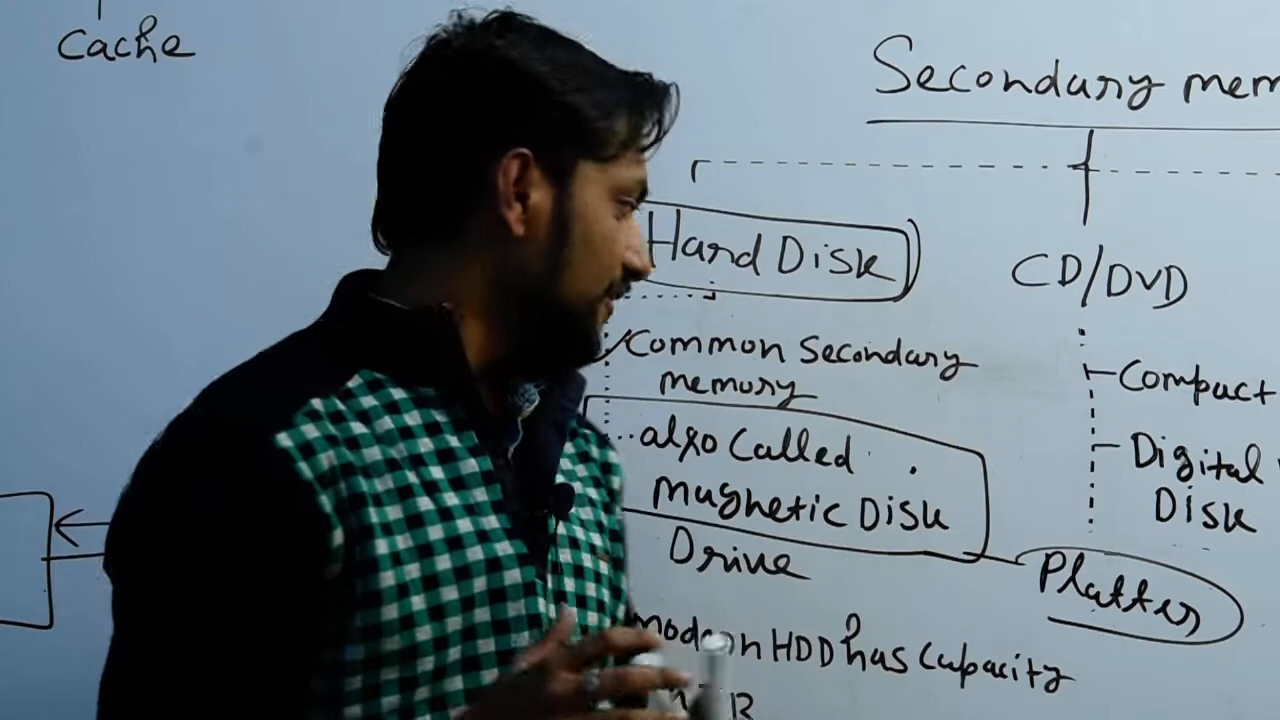 Cache
Secondary mem
Hard Disk
Common Secondary
memory
also Called
Magnetic Disk
Drive
Platter
Modern HDD has Capacity
CD/DVD
Compact
Digital
Disk